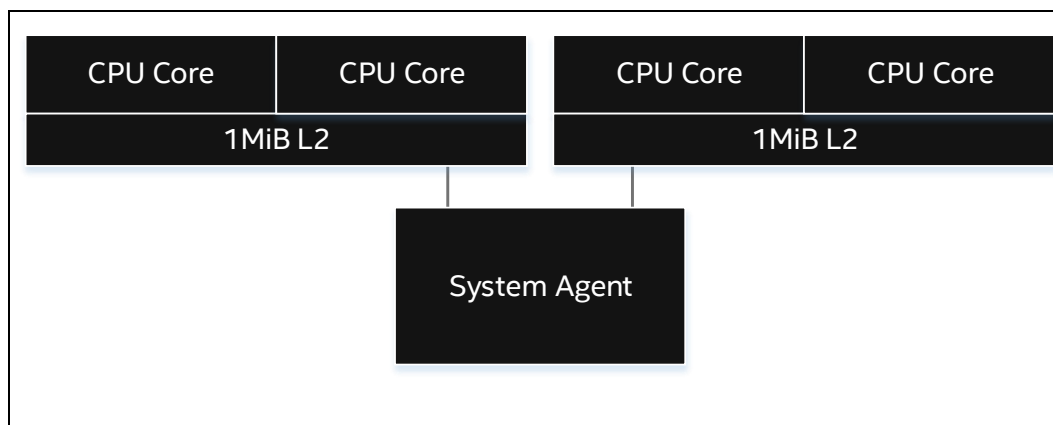 CPU Core CPU Core CPU Core CPU Core
1MiB L2 1MiB L2
System Agent